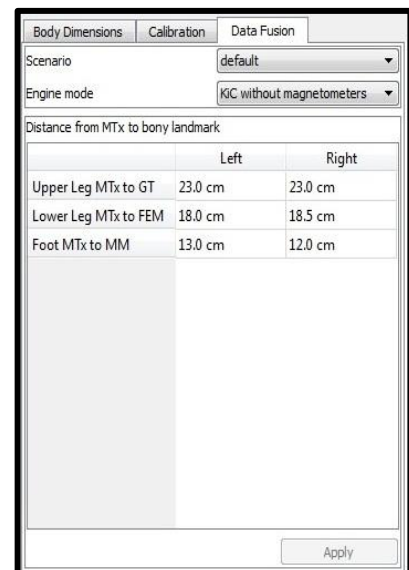 Body Dimensions Calibration Data Fusion
Scenario default
Engine mode KiC without magnetometers
Distance from MTx to bony landmark
Left Right
Upper Leg MTx to GT 23.0 cm 23.0 cm
Lower Leg MTx to FEM 18.0 cm 18.5 cm
Foot MTx to MM 13.0 cm 12.0 cm
Apply